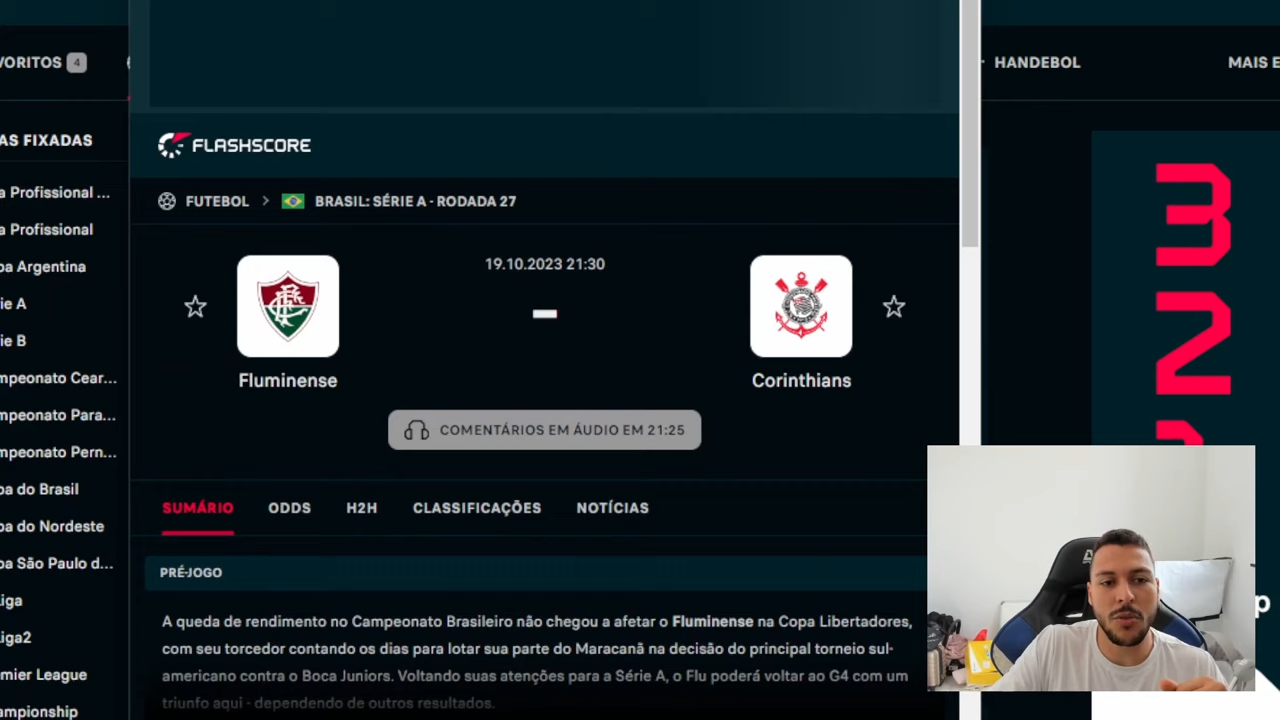 VORITOS 4
HANDEBOL
MAIS E
AS FIXADAS
a Profissional ...
a Profissional
pa Argentina
ie A
ie B
mpeonato Cear...
mpeonato Para...
mpeonato Pern...
pa do Brasil
pa do Nordeste
pa São Paulo d...
Liga
Liga2
mier League
ampionship
FLASHSCORE
FUTEBOL > BRASIL: SÉRIE A - RODADA 27
19.10.2023 21:30
-
Fluminense
Corinthians
COMENTÁRIOS EM ÁUDIO EM 21:25
SUMÁRIO ODDS H2H CLASSIFICAÇÕES NOTÍCIAS
PRÉ-JOGO
A queda de rendimento no Campeonato Brasileiro não chegou a afetar o Fluminense na Copa Libertadores,
com seu torcedor contando os dias para lotar sua parte do Maracanã na decisão do principal torneio sul-
americano contra o Boca Juniors. Voltando suas atenções para a Série A, o Flu poderá voltar ao G4 com um
triunfo aqui - dependendo de outros resultados.